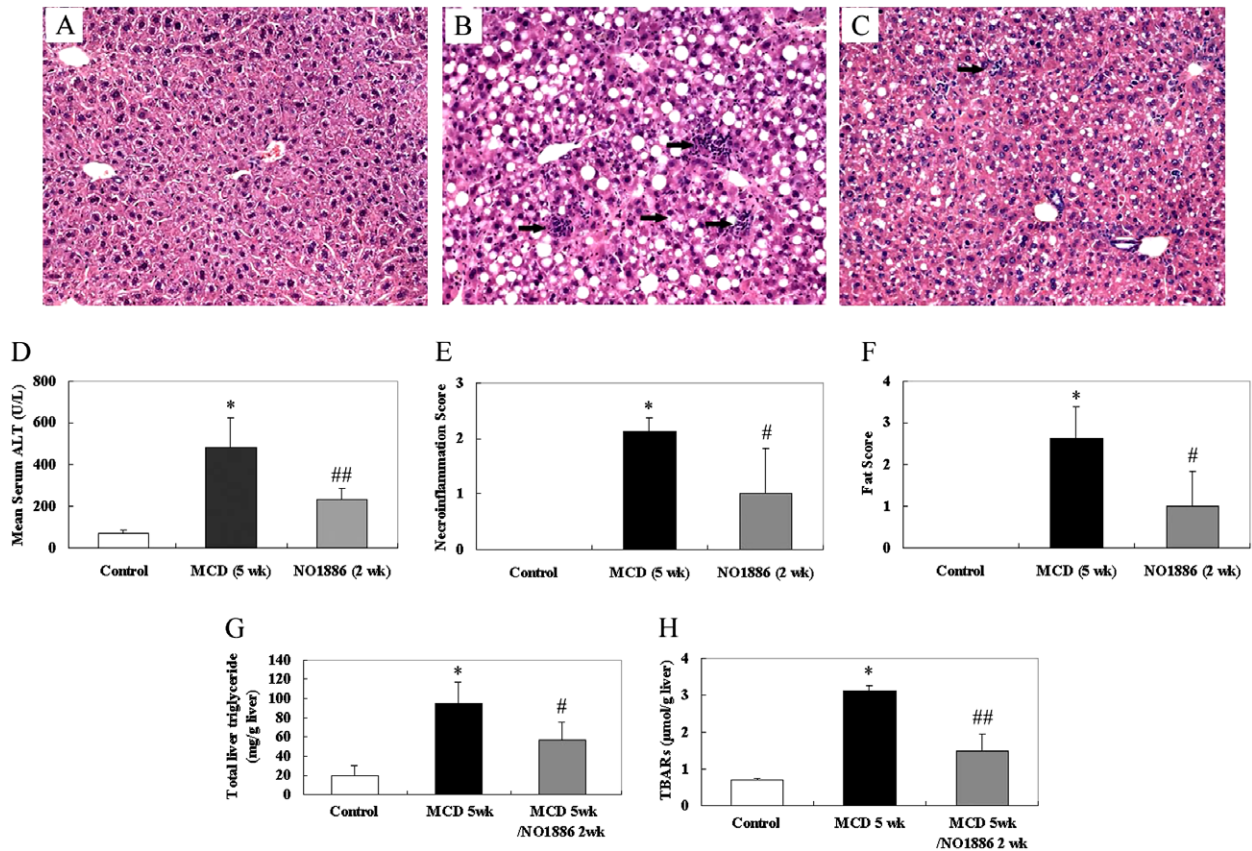 A
B
C
D
Mean Serum ALT (U/L)
800
600
400
200
0
*
##
Control
MCD (5 wk)
NO1886 (2 wk)
E
Necroinflammation Score
3
2
1
0
*
#
Control
MCD (5 wk)
NO1886 (2 wk)
F
Fat Score
4
3
2
1
0
*
#
Control
MCD (5 wk)
NO1886 (2 wk)
G
Total liver triglyceride
(mg/g liver)
140
120
100
80
60
40
20
0
*
#
Control
MCD 5wk
MCD 5wk
/NO1886 2wk
H
TBARs (μmol/g liver)
4
3
2
1
0
*
##
Control
MCD 5 wk
MCD 5wk
/NO1886 2 wk